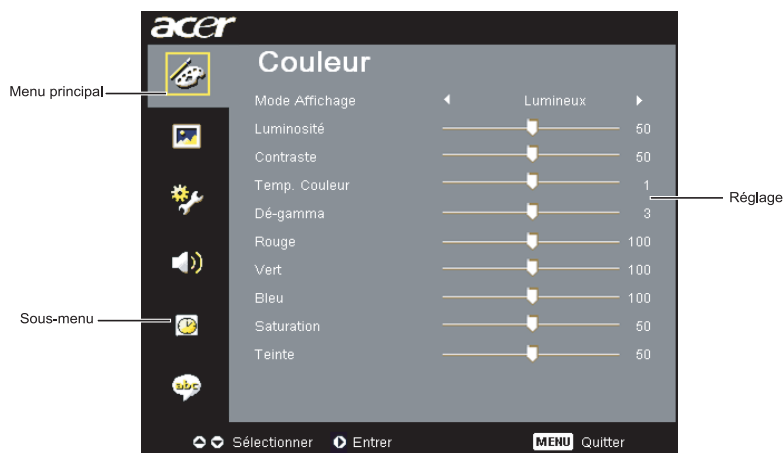 acer
Couleur
Menu principal
Mode Affichage Lumineux
Luminosité 50
Contraste 50
Temp. Couleur 1
Réglage
Dé-gamma 3
Rouge 100
Vert 100
Bleu 100
Sous-menu
Saturation 50
Teinte 50
abc
Sélectionner Entrer MENU Quitter